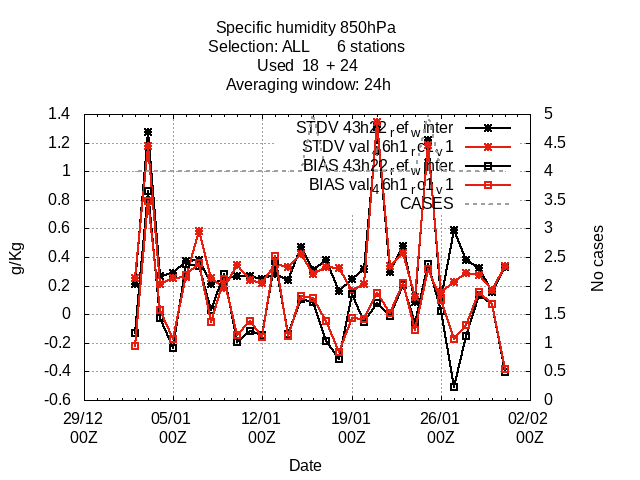 Specific humidity 850hPa
Selection: ALL 6 stations
Used 18 + 24
Averaging window: 24h
1.4
1.2
1
0.8
0.6
0.4
0.2
0
-0.2
-0.4
-0.6
g/Kg
5
4.5
4
3.5
3
2.5
2
1.5
1
0.5
0
No cases
STDV 43h22_ref_winter
STDV val_46h1_rc1_v1
BIAS 43h22_ref_winter
BIAS val_46h1_rc1_v1
CASES
29/12 05/01 12/01 19/01 26/01 02/02
00Z 00Z 00Z 00Z 00Z 00Z
Date